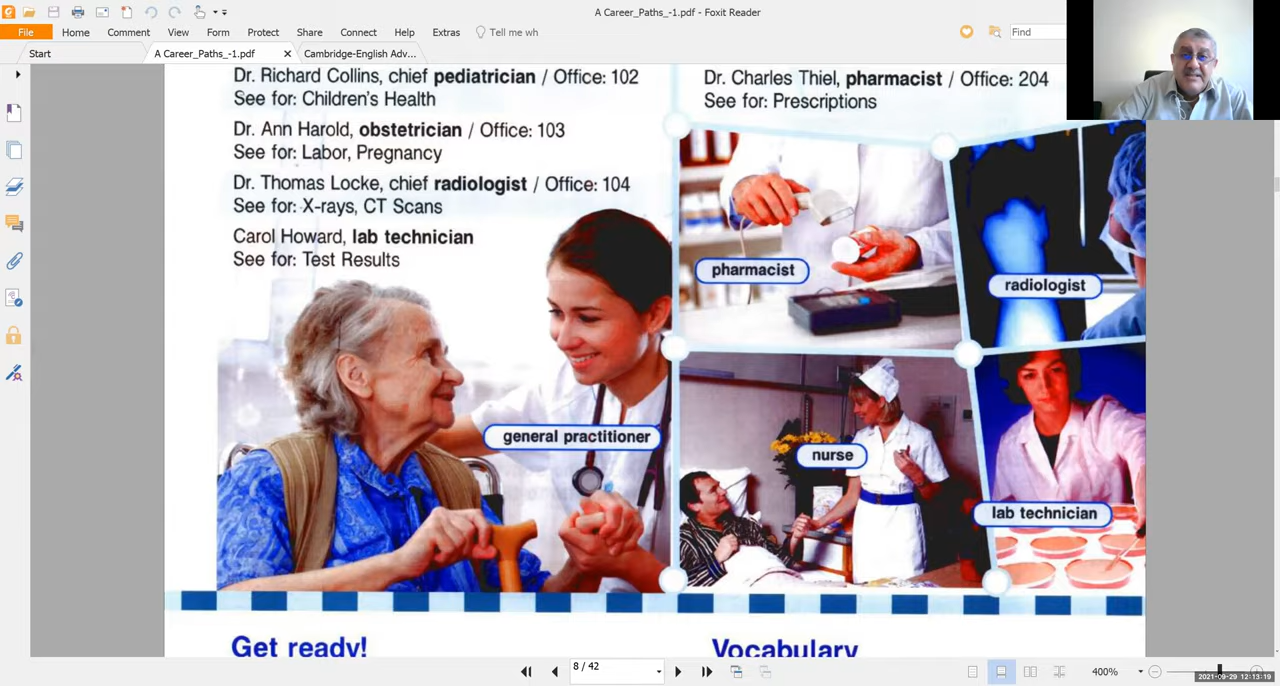 A Career_Paths_-1.pdf - Foxit Reader
File Home Comment View Form Protect Share Connect Help Extras Tell me wh
Find
Start
A Career_Paths_-1.pdf
Cambridge-English Adv...
Dr. Richard Collins, chief pediatrician / Office: 102
See for: Children's Health
Dr. Ann Harold, obstetrician / Office: 103
See for: Labor, Pregnancy
Dr. Thomas Locke, chief radiologist / Office: 104
See for: X-rays, CT Scans
Carol Howard, lab technician
See for: Test Results
Dr. Charles Thiel, pharmacist / Office: 204
See for: Prescriptions
pharmacist
radiologist
general practitioner
nurse
lab technician
Get ready!
Vocabulary
8 / 42
400%
2021-09-29 12:13:19